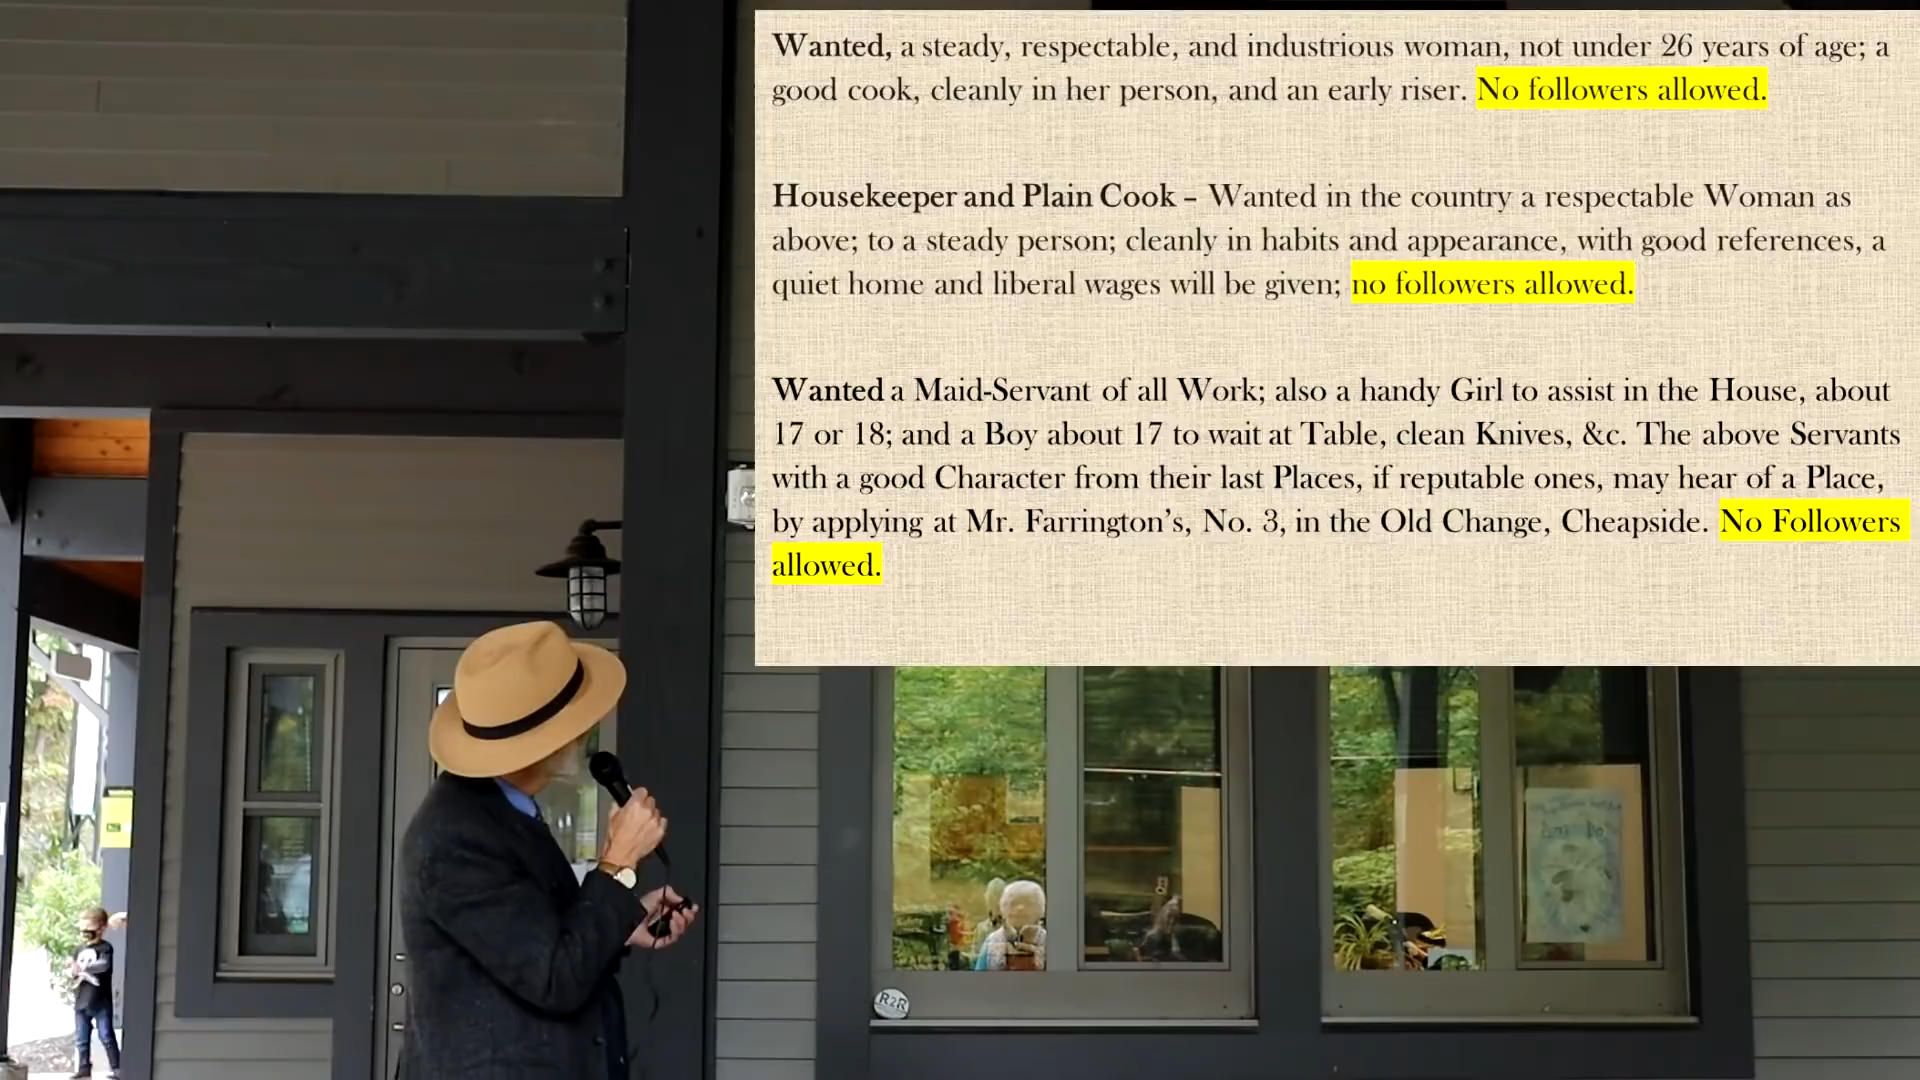 Wanted, a steady, respectable, and industrious woman, not under 26 years of age; a
good cook, cleanly in her person, and an early riser. No followers allowed.
Housekeeper and Plain Cook – Wanted in the country a respectable Woman as
above; to a steady person; cleanly in habits and appearance, with good references, a
quiet home and liberal wages will be given; no followers allowed.
Wanted a Maid-Servant of all Work; also a handy Girl to assist in the House, about
17 or 18; and a Boy about 17 to wait at Table, clean Knives, &c. The above Servants
with a good Character from their last Places, if reputable ones, may hear of a Place,
by applying at Mr. Farrington’s, No. 3, in the Old Change, Cheapside. No Followers
allowed.
R2R